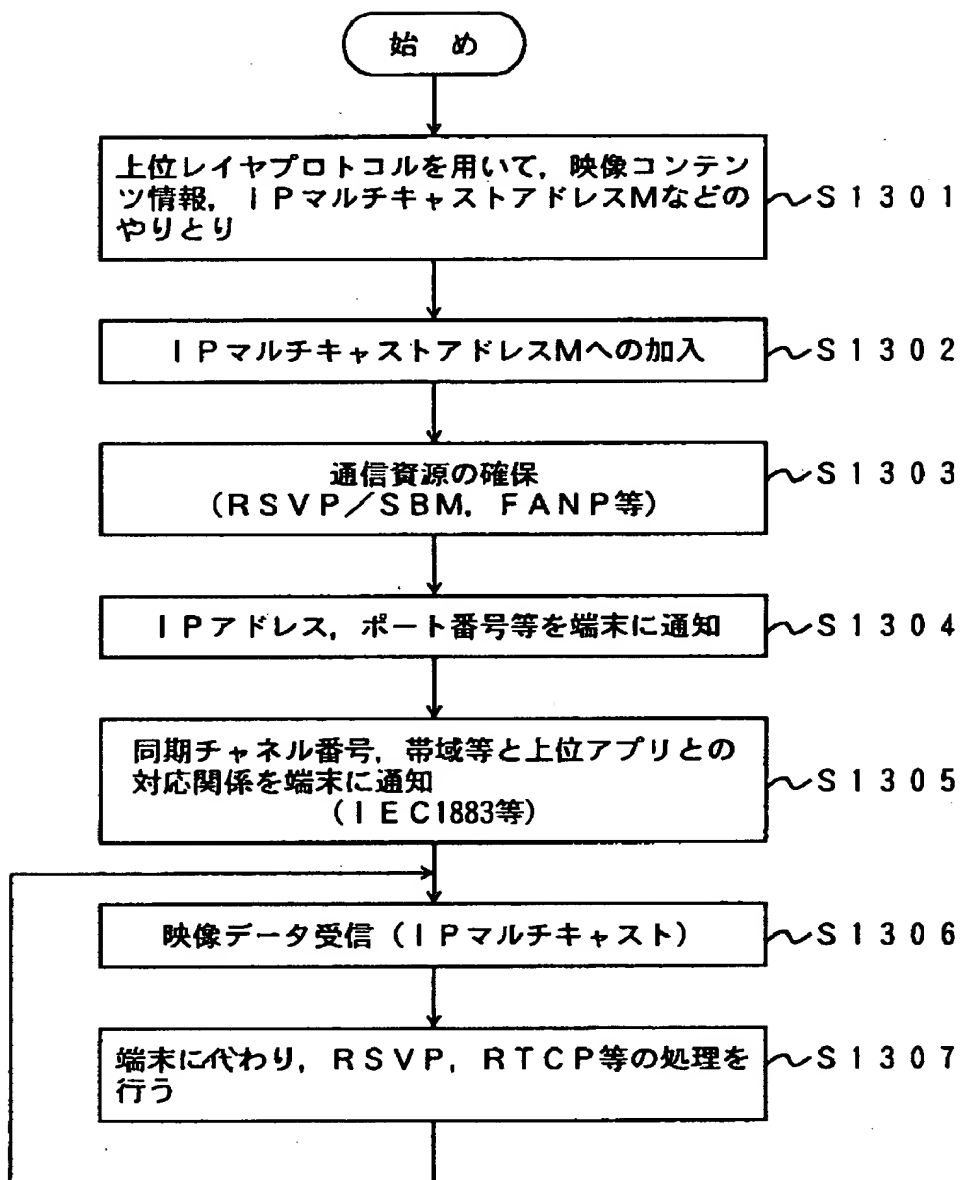 始 め
上位レイヤプロトコルを用いて，映像コンテン
ツ情報，ＩＰマルチキャストアドレスＭなどの
やりとり
Ｓ１３０１
ＩＰマルチキャストアドレスＭへの加入
Ｓ１３０２
通信資源の確保
（ＲＳＶＰ／ＳＢＭ，ＦＡＮＰ等）
Ｓ１３０３
ＩＰアドレス，ポート番号等を端末に通知
Ｓ１３０４
同期チャネル番号，帯域等と上位アプリとの
対応関係を端末に通知
（ＩＥＣ1883等）
Ｓ１３０５
映像データ受信（ＩＰマルチキャスト）
Ｓ１３０６
端末に代わり，ＲＳＶＰ，ＲＴＣＰ等の処理を
行う
Ｓ１３０７